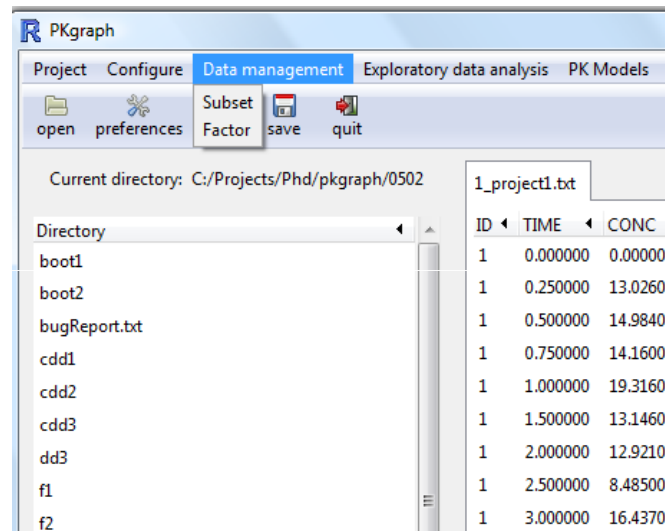 PKgraph
Project Configure Data management Exploratory data analysis PK Models
Subset
Factor
open preferences save quit
Current directory: C:/Projects/Phd/pkgraph/0502
1_project1.txt
Directory
ID TIME CONC
boot1
1 0.000000 0.00000
boot2
1 0.250000 13.0260
bugReport.txt
1 0.500000 14.9840
cdd1
1 0.750000 14.1600
cdd2
1 1.000000 19.3160
cdd3
1 1.500000 13.1460
dd3
1 2.000000 12.9210
f1
1 2.500000 8.48500
f2
1 3.000000 16.4370